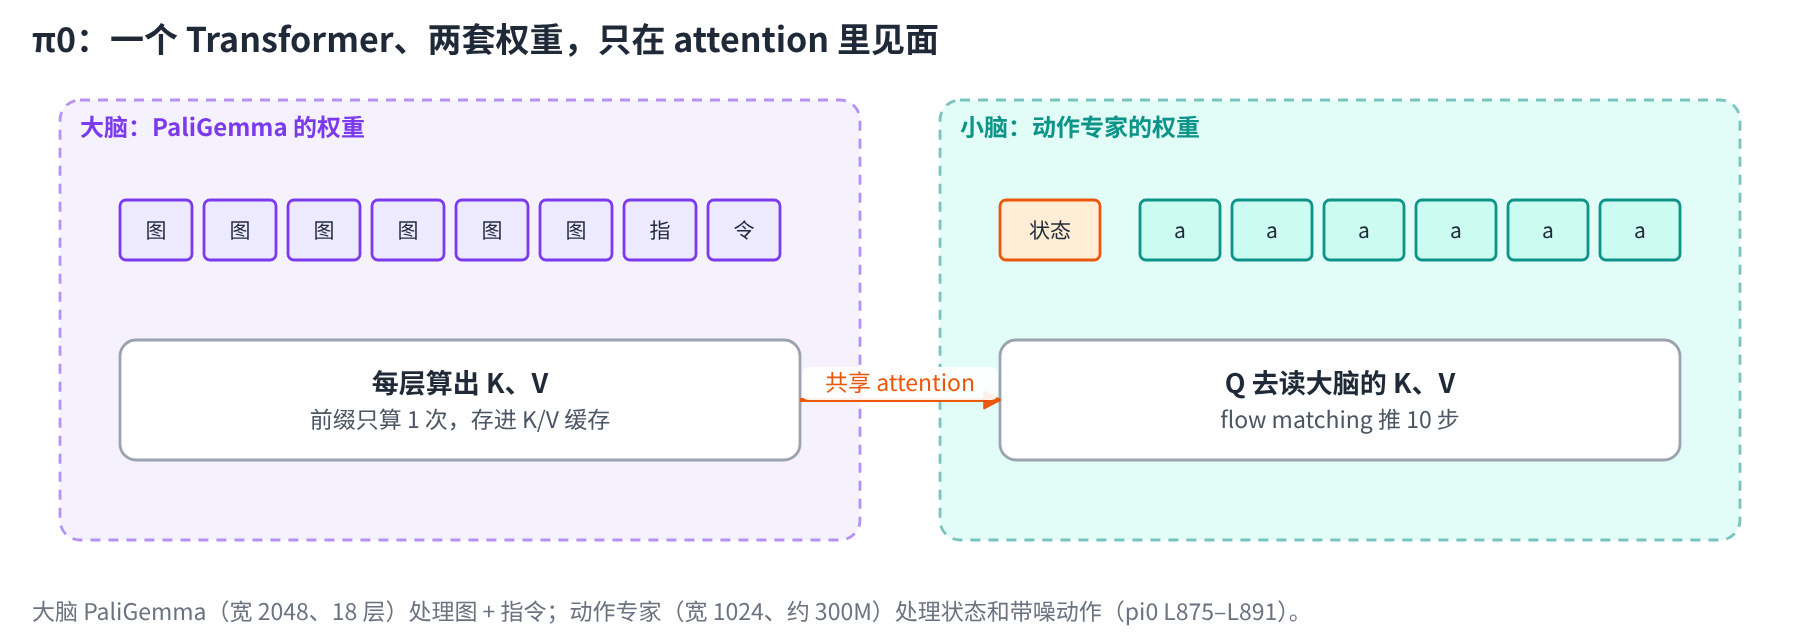 π0：一个 Transformer、两套权重，只在 attention 里见面
大脑：PaliGemma 的权重
小脑：动作专家的权重
图 图 图 图 图 图 指 令
状态 a a a a a a
每层算出 K、V
前缀只算 1 次，存进 K/V 缓存
共享 attention
Q 去读大脑的 K、V
flow matching 推 10 步
大脑 PaliGemma（宽 2048、18 层）处理图 + 指令；动作专家（宽 1024、约 300M）处理状态和带噪动作（pi0 L875–L891）。